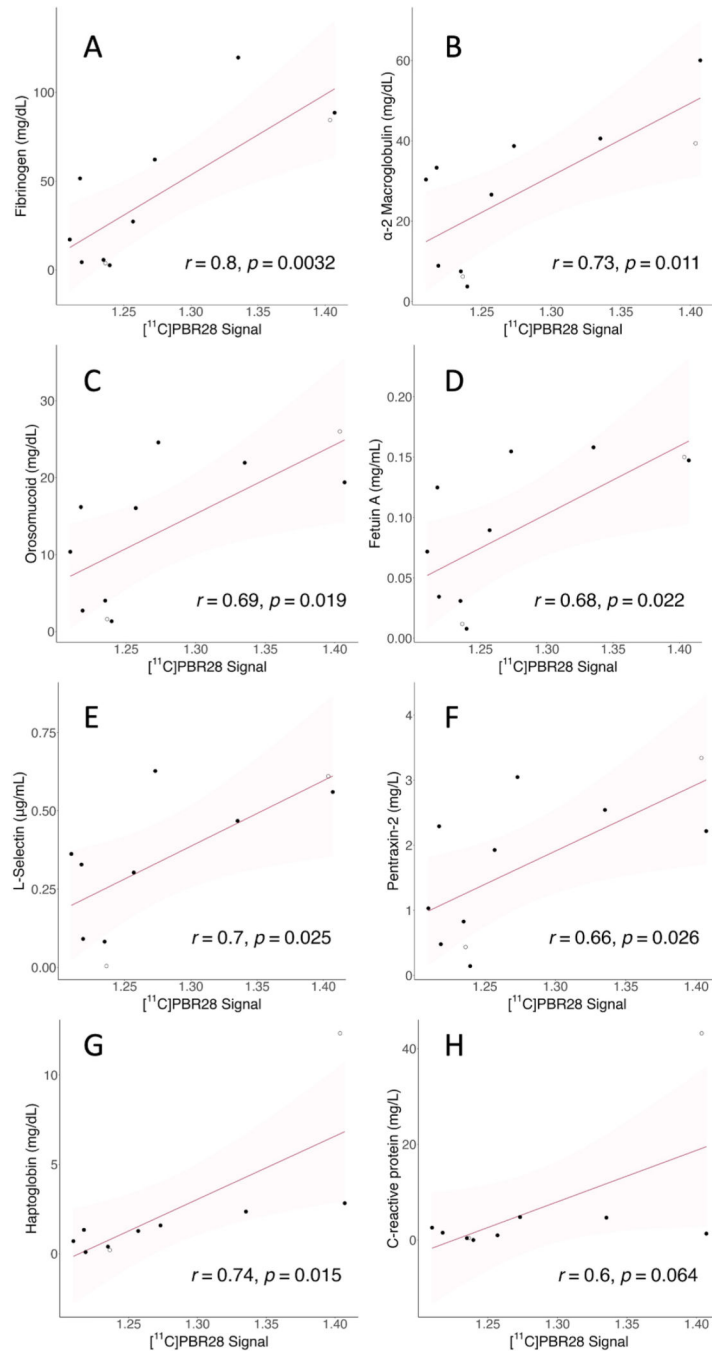 A
Fibrinogen (mg/dL)
100
50
0
r = 0.8, p = 0.0032
1.25 1.30 1.35 1.40
[¹¹C]PBR28 Signal
B
α-2 Macroglobulin (mg/dL)
60
40
20
0
r = 0.73, p = 0.011
1.25 1.30 1.35 1.40
[¹¹C]PBR28 Signal
C
Orosomucoid (mg/dL)
30
20
10
0
r = 0.69, p = 0.019
1.25 1.30 1.35 1.40
[¹¹C]PBR28 Signal
D
Fetuin A (mg/mL)
0.20
0.15
0.10
0.05
0.00
r = 0.68, p = 0.022
1.25 1.30 1.35 1.40
[¹¹C]PBR28 Signal
E
L-Selectin (µg/mL)
0.75
0.50
0.25
0.00
r = 0.7, p = 0.025
1.25 1.30 1.35 1.40
[¹¹C]PBR28 Signal
F
Pentraxin-2 (mg/L)
4
3
2
1
0
r = 0.66, p = 0.026
1.25 1.30 1.35 1.40
[¹¹C]PBR28 Signal
G
Haptoglobin (mg/dL)
10
5
0
r = 0.74, p = 0.015
1.25 1.30 1.35 1.40
[¹¹C]PBR28 Signal
H
C-reactive protein (mg/L)
40
20
0
r = 0.6, p = 0.064
1.25 1.30 1.35 1.40
[¹¹C]PBR28 Signal